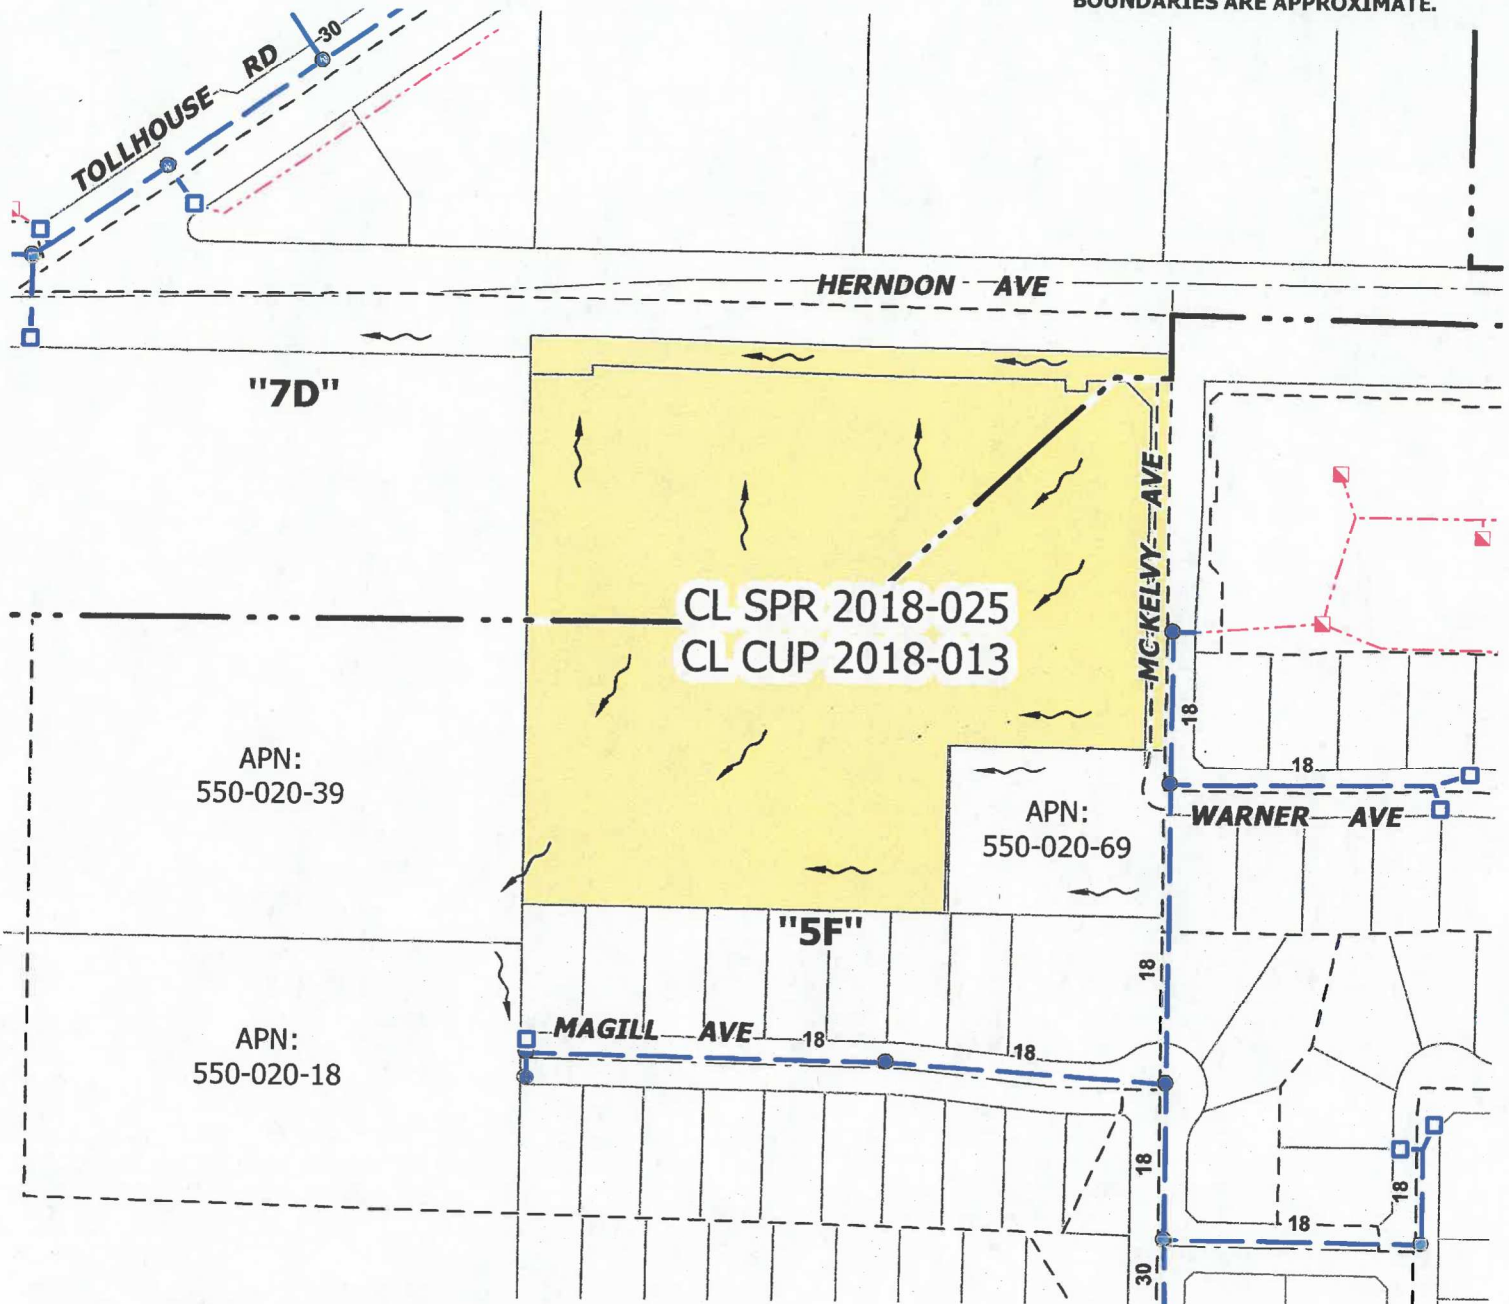 BOUNDARIES ARE APPROXIMATE.
30
TOLLHOUSE RD
HERNDON AVE
"7D"
MC KELVY AVE
CL SPR 2018-025
CL CUP 2018-013
18
APN:
550-020-39
18
APN:
550-020-69
WARNER AVE
"5F"
18
APN:
550-020-18
MAGILL AVE
18
18
18
18
18
30